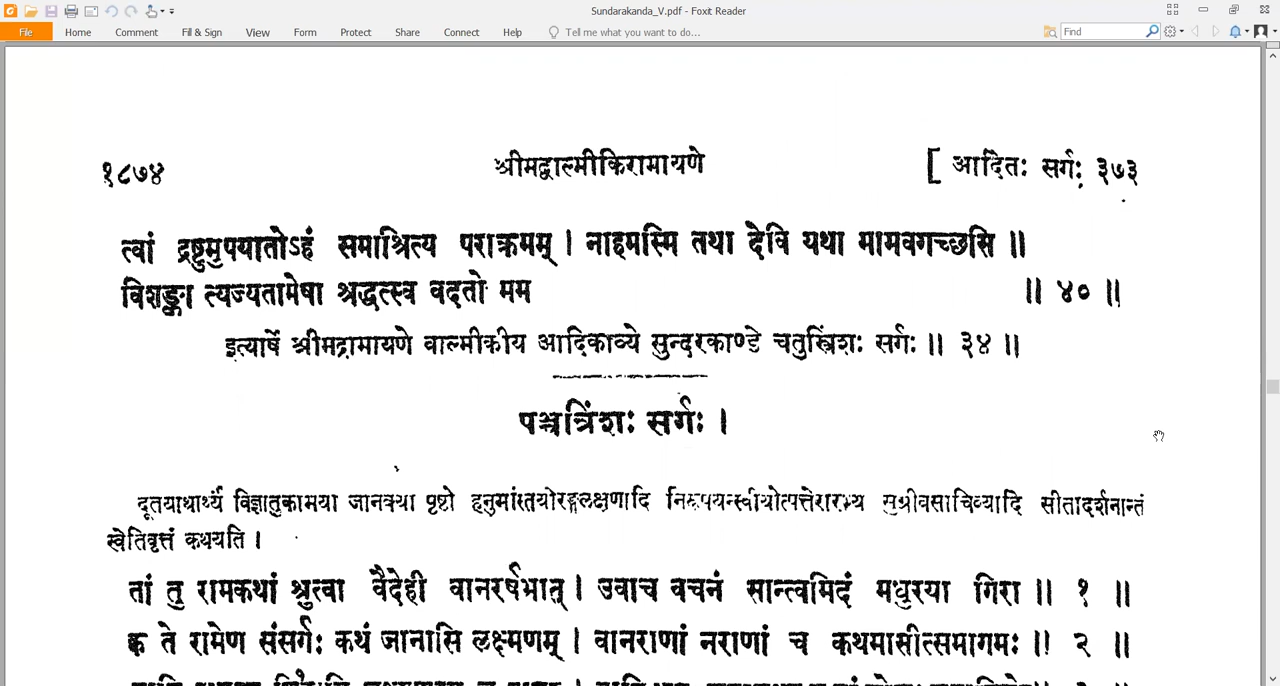 Sundarakanda_V.pdf - Foxit Reader
File Home Comment Fill & Sign View Form Protect Share Connect Help Tell me what you want to do... Find
१८७४ श्रीमद्वाल्मीकिरामायणे [ आदितः सर्गः ३७३
त्वां द्रष्टुमुपयातोऽहं समाश्रित्य पराक्रमम् । नाहमस्मि तथा देवि यथा मामवगच्छसि ॥
विशङ्का त्यज्यतामेषा श्रद्धत्स्व वदतो मम ॥ ४० ॥
इत्यार्षे श्रीमद्रामायणे वाल्मीकीय आदिकाव्ये सुन्दरकाण्डे चतुस्त्रिंशः सर्गः ॥ ३४ ॥
पञ्चत्रिंशः सर्गः ।
दूतयाथार्थ्यं विज्ञातुकामया जानक्या पृष्टो हनुमांस्तयोरङ्गलक्षणादि निरूपयन्स्वीयोत्पत्तेरारभ्य सुग्रीवसाचिव्यादि सीतादर्शनान्तं
स्वेतिवृत्तं कथयति ।
तां तु रामकथां श्रुत्वा वैदेही वानरर्षभात् । उवाच वचनं सान्त्वमिदं मधुरया गिरा ॥ १ ॥
क्व ते रामेण संसर्गः कथं जानासि लक्ष्मणम् । वानराणां नराणां च कथमासीत्समागमः ॥ २ ॥